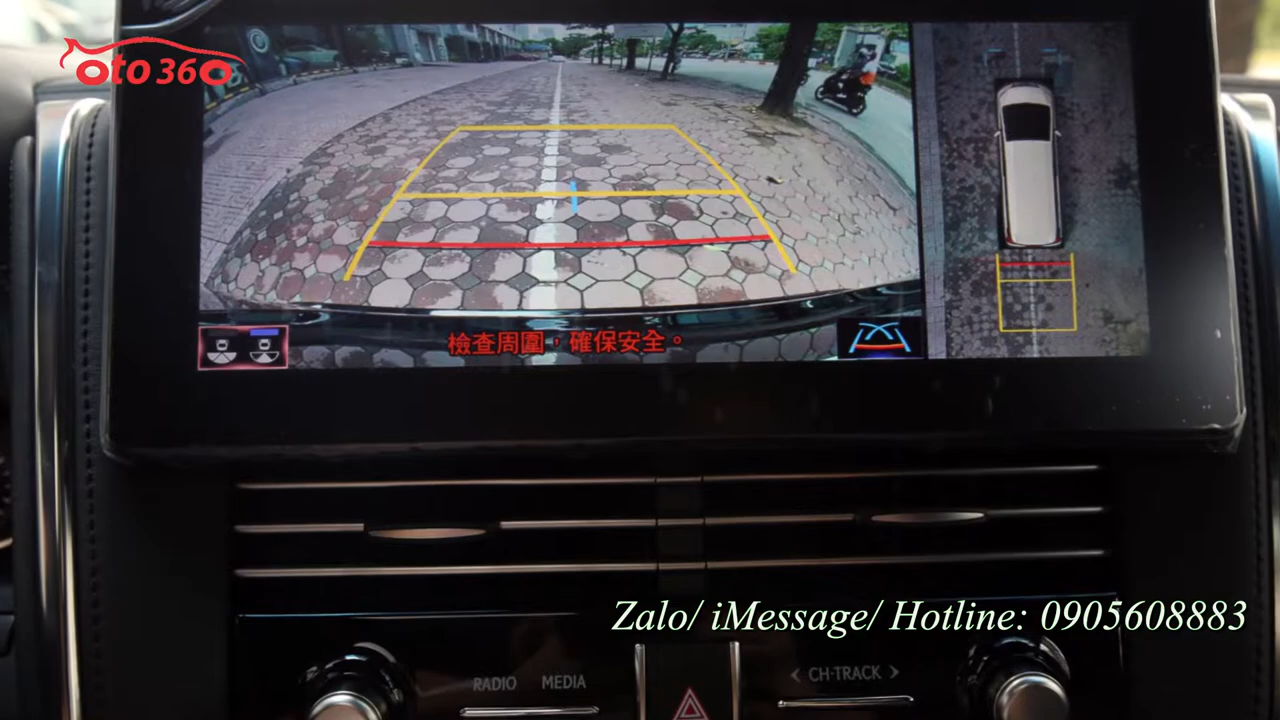 oto360
檢查周圍，確保安全。
Zalo/ iMessage/ Hotline: 0905608883
RADIO MEDIA
< CH·TRACK >